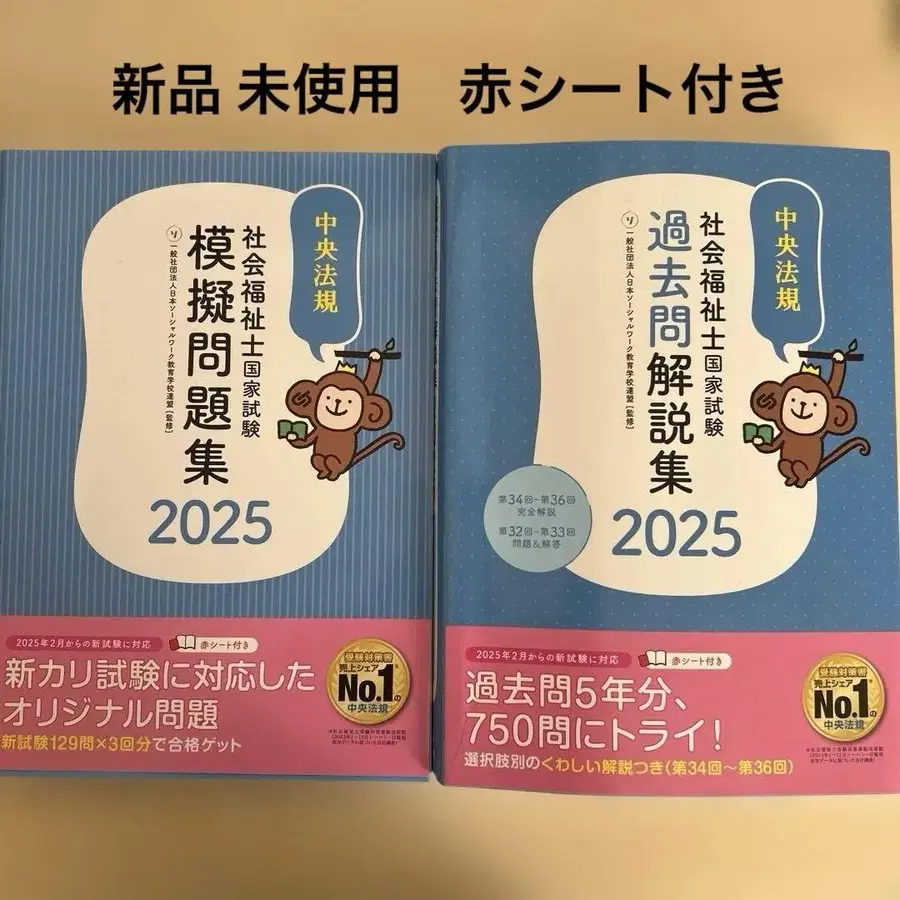 新品 未使用　赤シート付き
中央法規
社会福祉士国家試験
模擬問題集
一般社団法人日本ソーシャルワーク教育学校連盟［監修］
2025
2025年2月からの新試験に対応
赤シート付き
新カリ試験に対応した
オリジナル問題
新試験129問×3回分で合格ゲット
受験対策書
売上シェア
No.1の
中央法規
中央法規
社会福祉士国家試験
過去問解説集
一般社団法人日本ソーシャルワーク教育学校連盟［監修］
第34回−第36回
完全解説
第32回−第33回
問題&解答
2025
2025年2月からの新試験に対応
赤シート付き
過去問5年分、
750問にトライ！
選択肢別のくわしい解説つき（第34回〜第36回）
受験対策書
売上シェア
No.1の
中央法規